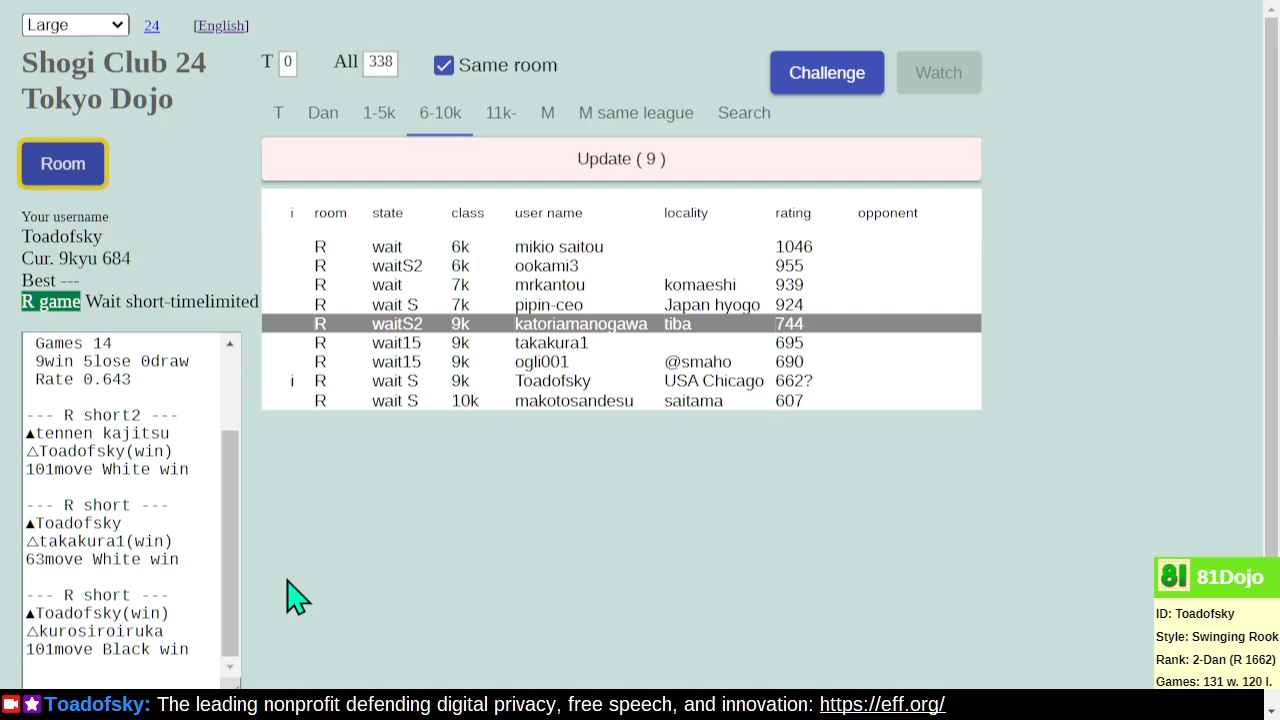 Large 24 [English]
Shogi Club 24
Tokyo Dojo
T 0 All 338 Same room Challenge Watch
T Dan 1-5k 6-10k 11k- M M same league Search
Room
Update ( 9 )
i room state class user name locality rating opponent
R wait 6k mikio saitou 1046
R waitS2 6k ookami3 955
R wait 7k mrkantou komaeshi 939
R wait S 7k pipin-ceo Japan hyogo 924
R waitS2 9k katoriamanogawa tiba 744
R wait15 9k takakura1 695
R wait15 9k ogli001 @smaho 690
i R wait S 9k Toadofsky USA Chicago 662?
R wait S 10k makotosandesu saitama 607
Your username
Toadofsky
Cur. 9kyu 684
Best ---
R game Wait short-timelimited
Games 14
9win 5lose 0draw
Rate 0.643
--- R short2 ---
▲tennen kajitsu
△Toadofsky(win)
101move White win
--- R short ---
▲Toadofsky
△takakura1(win)
63move White win
--- R short ---
▲Toadofsky(win)
△kurosiroiruka
101move Black win
81 81Dojo
ID: Toadofsky
Style: Swinging Rook
Rank: 2-Dan (R 1662)
Games: 131 w. 120 l.
Toadofsky: The leading nonprofit defending digital privacy, free speech, and innovation: https://eff.org/